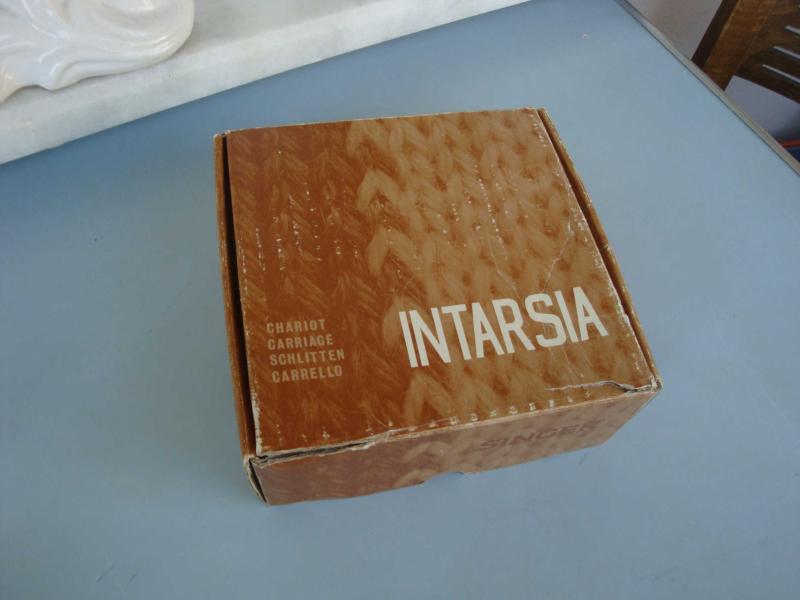 CHARIOT
CARRIAGE
SCHLITTEN
CARRELLO
INTARSIA
SINGER